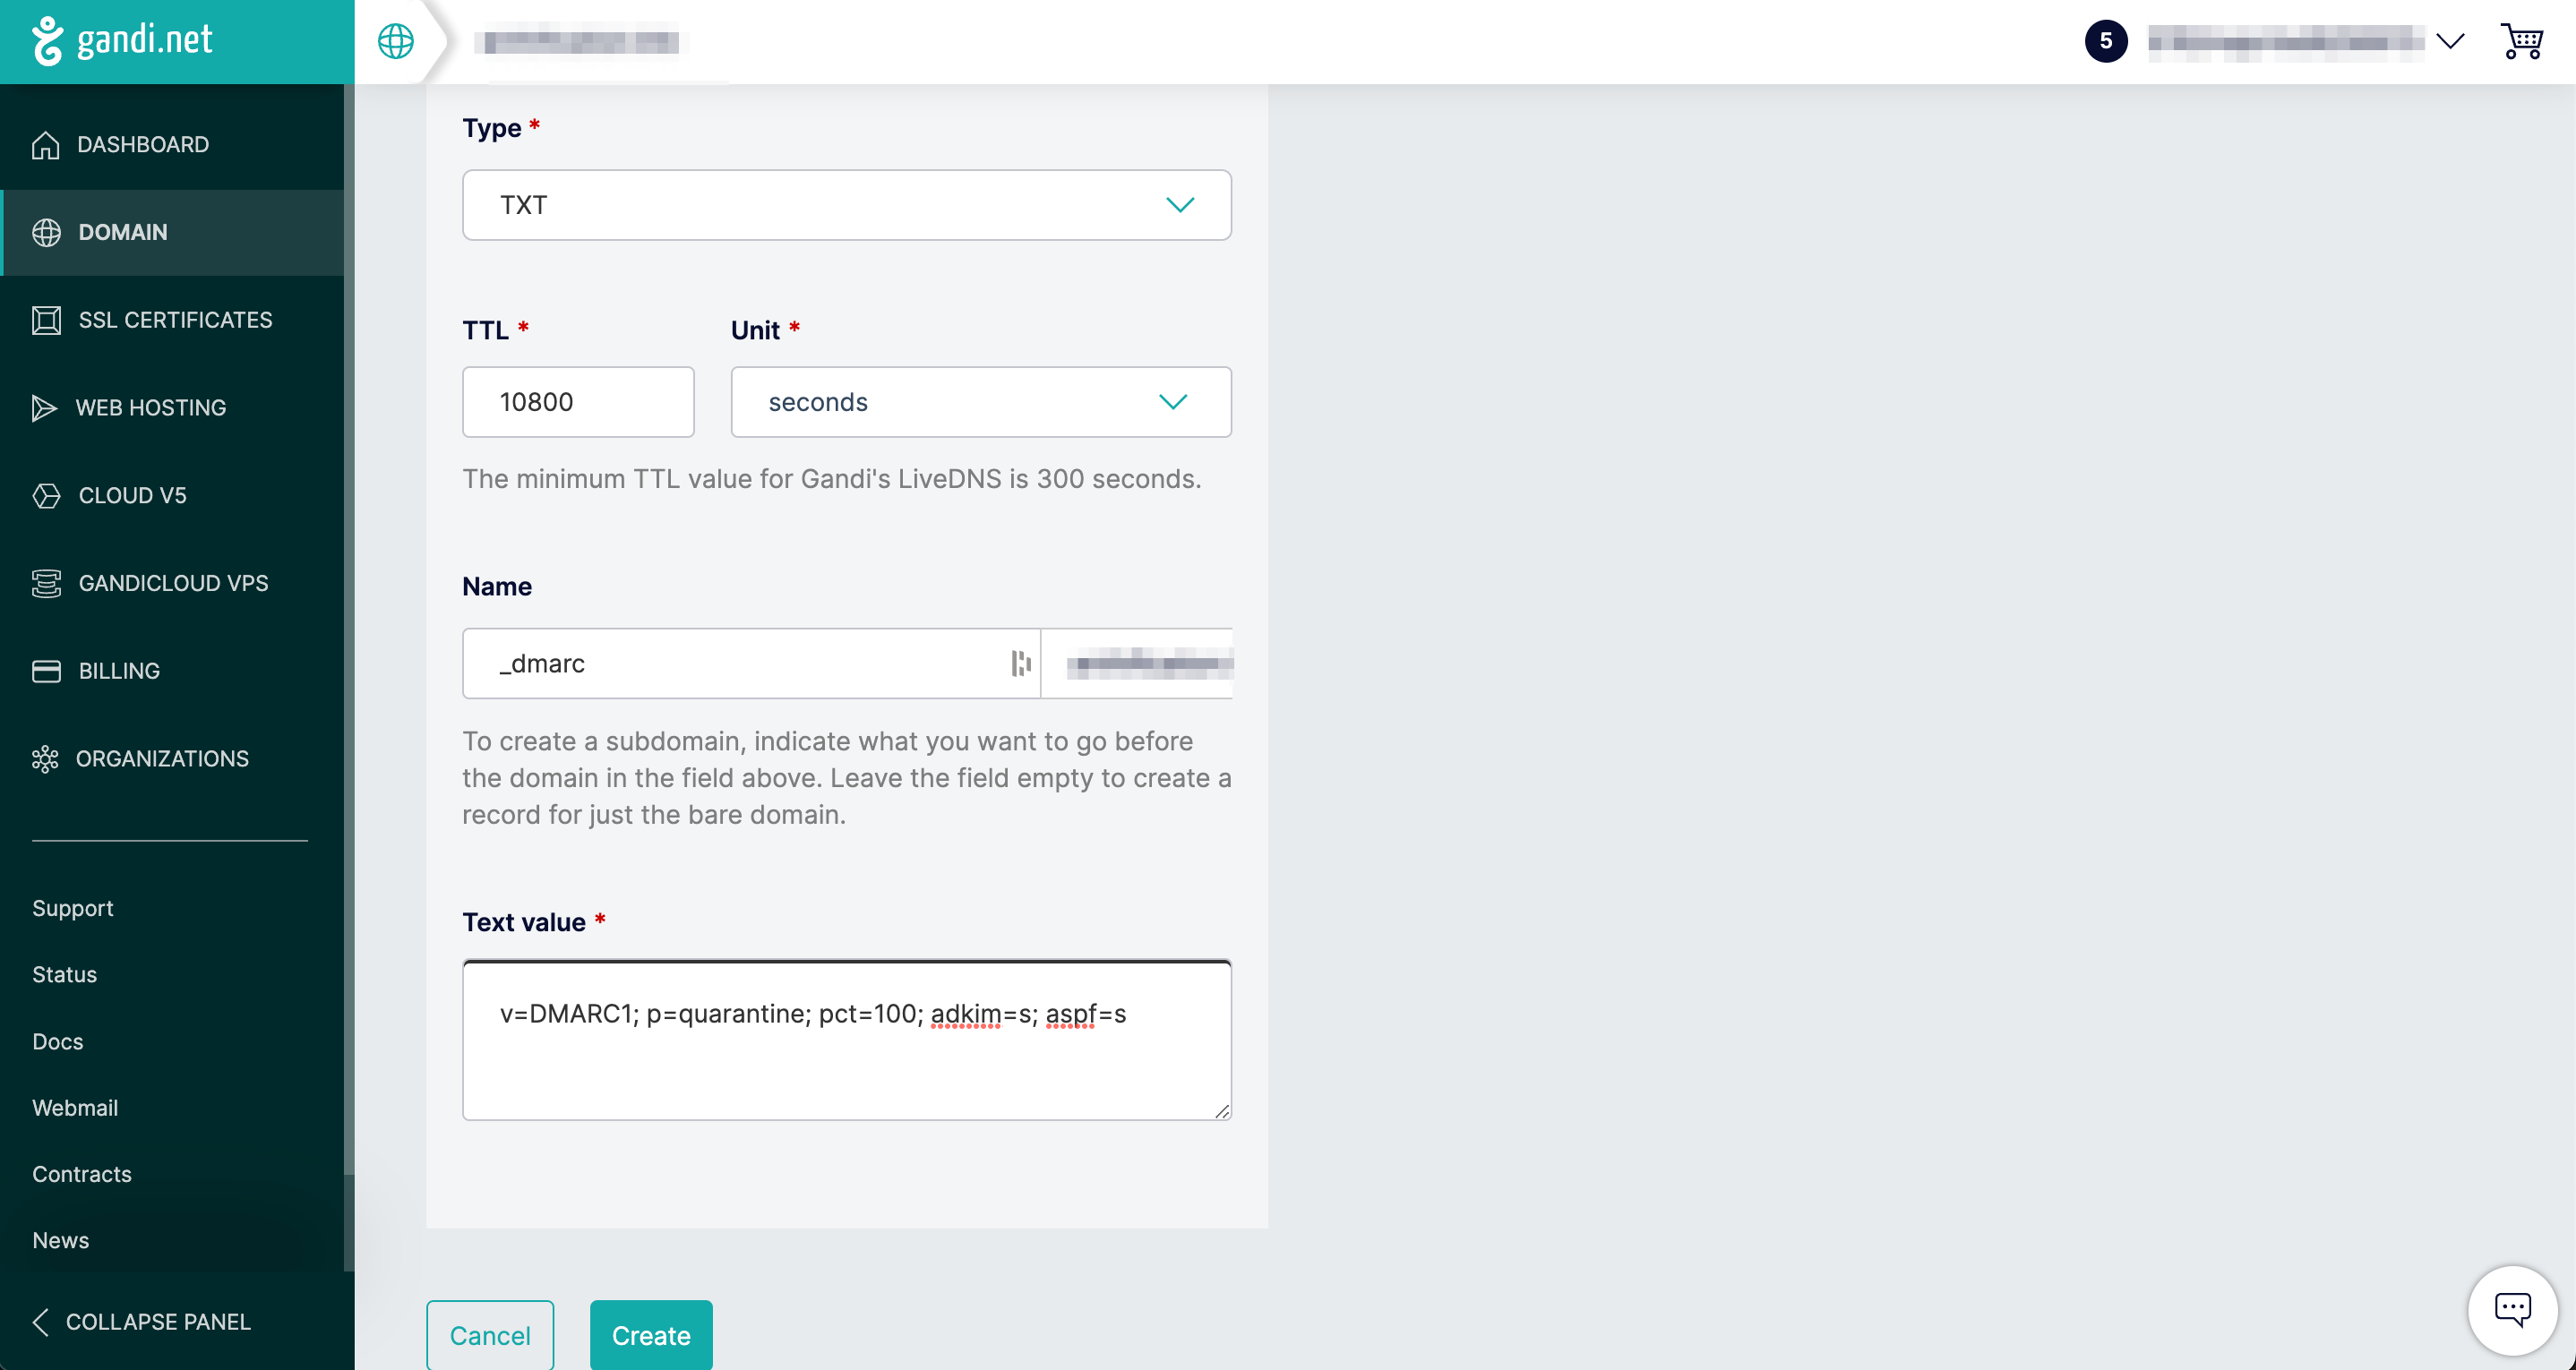 gandi.net
5
DASHBOARD
DOMAIN
SSL CERTIFICATES
WEB HOSTING
CLOUD V5
GANDICLOUD VPS
BILLING
ORGANIZATIONS
Support
Status
Docs
Webmail
Contracts
News
COLLAPSE PANEL
Type *
TXT
TTL * Unit *
10800 seconds
The minimum TTL value for Gandi's LiveDNS is 300 seconds.
Name
_dmarc
To create a subdomain, indicate what you want to go before
the domain in the field above. Leave the field empty to create a
record for just the bare domain.
Text value *
v=DMARC1; p=quarantine; pct=100; adkim=s; aspf=s
Cancel Create